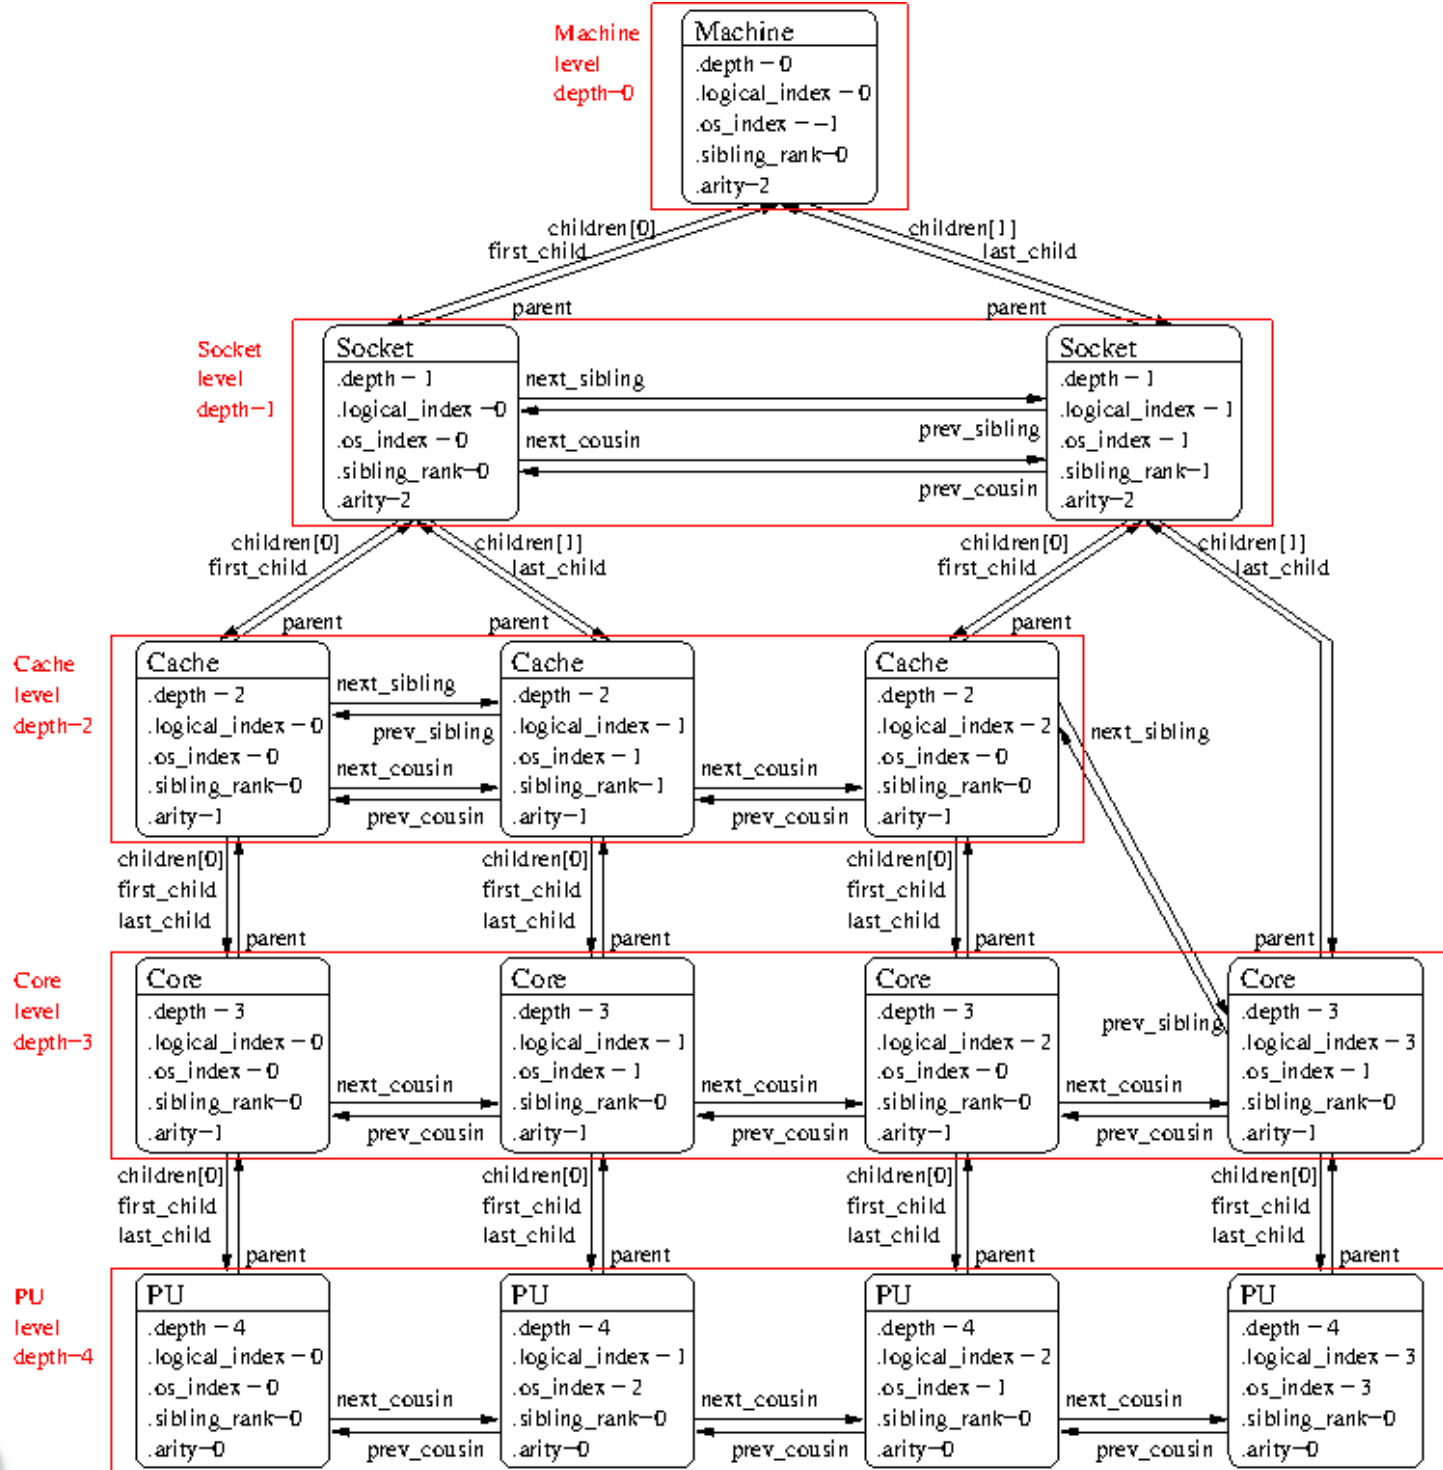 Machine
level
depth=0
Machine
.depth = 0
.logical_index = 0
.os_index = -1
.sibling_rank=0
.arity=2
children[0]
first_child
children[1]
last_child
parent
parent
Socket
level
depth=1
Socket
.depth = 1
.logical_index =0
.os_index = 0
.sibling_rank=0
.arity=2
next_sibling
prev_sibling
next_cousin
prev_cousin
Socket
.depth = 1
.logical_index = 1
.os_index = 1
.sibling_rank=1
.arity=2
children[0]
first_child
children[1]
last_child
children[0]
first_child
children[1]
last_child
parent
parent
parent
Cache
level
depth=2
Cache
.depth = 2
.logical_index = 0
.os_index = 0
.sibling_rank=0
.arity=1
next_sibling
prev_sibling
next_cousin
prev_cousin
Cache
.depth = 2
.logical_index = 1
.os_index = 1
.sibling_rank=1
.arity=1
next_cousin
prev_cousin
Cache
.depth = 2
.logical_index = 2
.os_index = 0
.sibling_rank=0
.arity=1
next_sibling
children[0]
first_child
last_child
parent
children[0]
first_child
last_child
parent
children[0]
first_child
last_child
parent
parent
prev_sibling
Core
level
depth=3
Core
.depth = 3
.logical_index = 0
.os_index = 0
.sibling_rank=0
.arity=1
next_cousin
prev_cousin
Core
.depth = 3
.logical_index = 1
.os_index = 1
.sibling_rank=0
.arity=1
next_cousin
prev_cousin
Core
.depth = 3
.logical_index = 2
.os_index = 0
.sibling_rank=0
.arity=1
next_cousin
prev_cousin
Core
.depth = 3
.logical_index = 3
.os_index = 1
.sibling_rank=0
.arity=1
children[0]
first_child
last_child
parent
children[0]
first_child
last_child
parent
children[0]
first_child
last_child
parent
children[0]
first_child
last_child
parent
PU
level
depth=4
PU
.depth = 4
.logical_index = 0
.os_index = 0
.sibling_rank=0
.arity=0
next_cousin
prev_cousin
PU
.depth = 4
.logical_index = 1
.os_index = 2
.sibling_rank=0
.arity=0
next_cousin
prev_cousin
PU
.depth = 4
.logical_index = 2
.os_index = 1
.sibling_rank=0
.arity=0
next_cousin
prev_cousin
PU
.depth = 4
.logical_index = 3
.os_index = 3
.sibling_rank=0
.arity=0